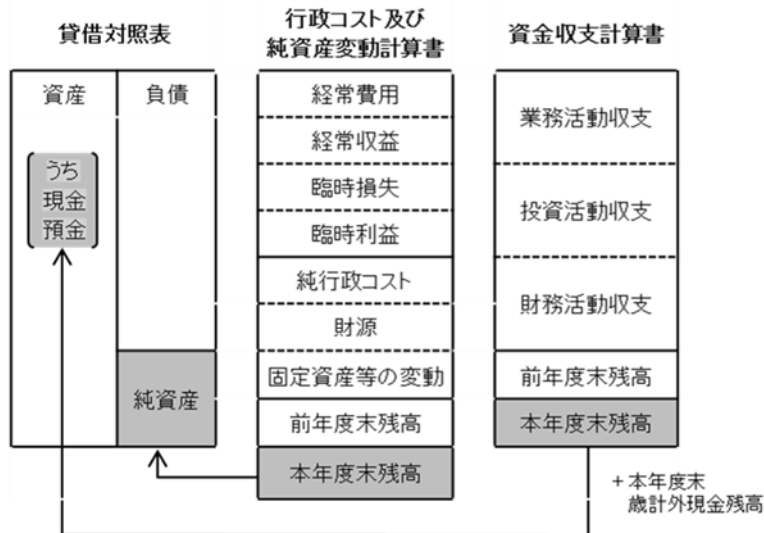 貸借対照表
資産
負債
うち
現金
預金
純資産
行政コスト及び
純資産変動計算書
経常費用
経常収益
臨時損失
臨時利益
純行政コスト
財源
固定資産等の変動
前年度末残高
本年度末残高
資金収支計算書
業務活動収支
投資活動収支
財務活動収支
前年度末残高
本年度末残高
+本年度末
歳計外現金残高